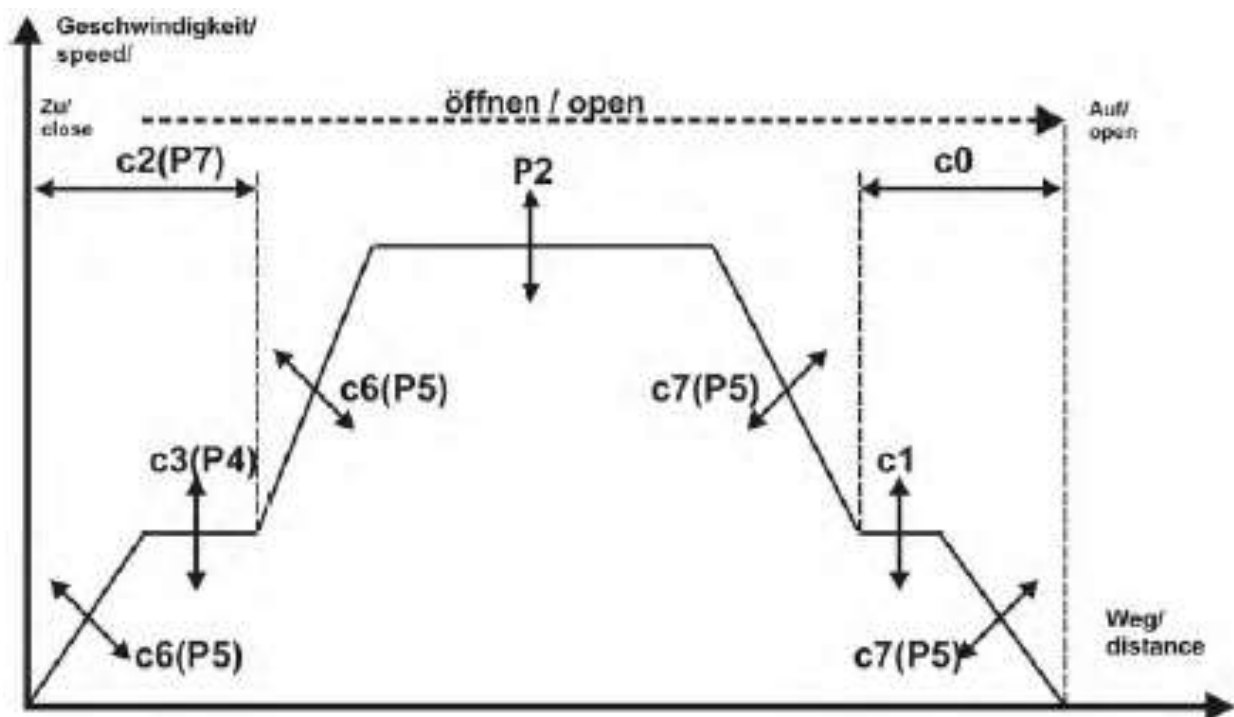 Geschwindigkeit/
speed/
öffnen / open
Zu/
close
Auf/
open
c2(P7)
P2
c0
c6(P5)
c7(P5)
c3(P4)
c1
c6(P5)
c7(P5)
Weg/
distance